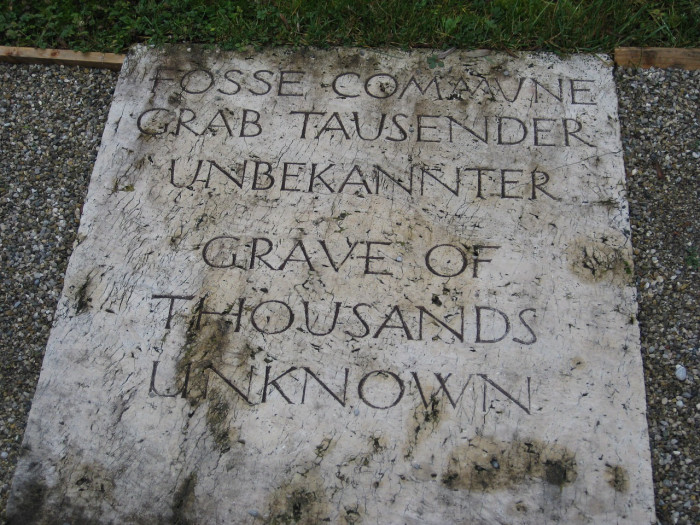 FOSSE COMMUNE
GRAB TAUSENDER
UNBEKANNTER
GRAVE OF
THOUSANDS
UNKNOWN